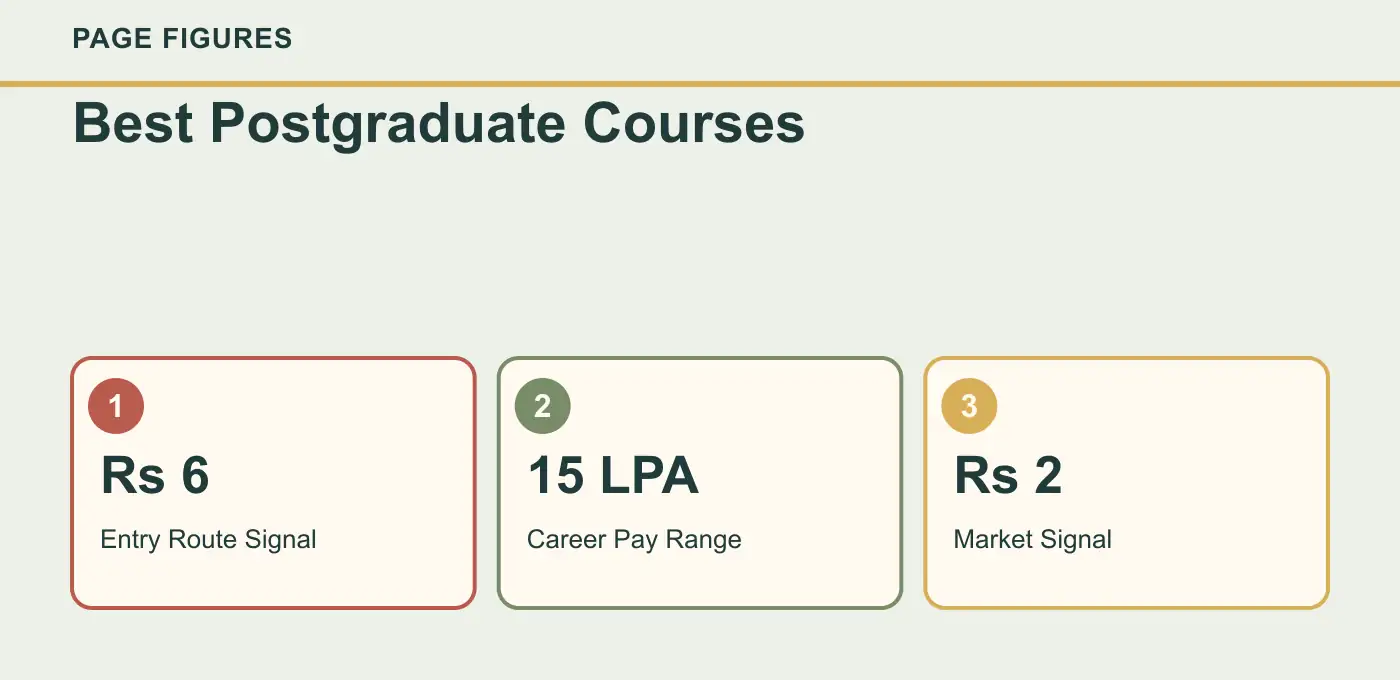 PAGE FIGURES
Best Postgraduate Courses
1
Rs 6
Entry Route Signal
2
15 LPA
Career Pay Range
3
Rs 2
Market Signal